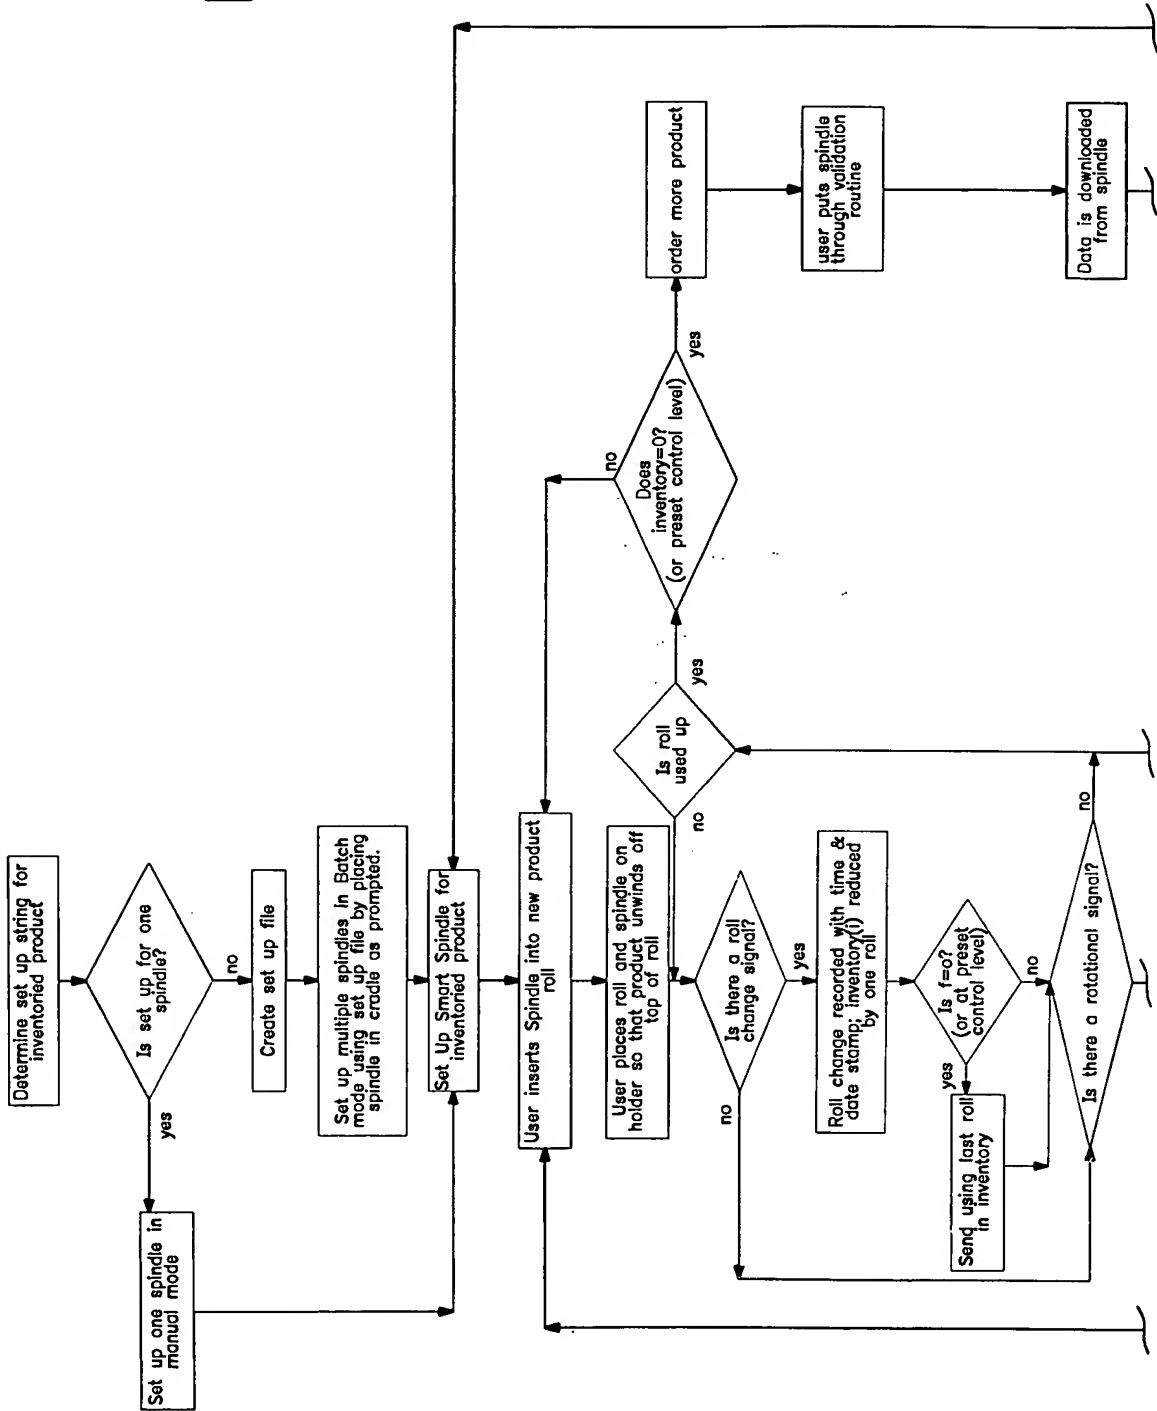 Determine set up string for
inventoried product
Is set up for one
spindle?
yes
no
Set up one spindle in
manual mode
Create set up file
Set up multiple spindles in Batch
mode using set up file by placing
spindle in cradle as prompted.
Set Up Smart Spindle for
inventoried product
User inserts Spindle into new product
roll
User places roll and spindle on
holder so that product unwinds off
top of roll
Is there a roll
change signal?
no
yes
Roll change recorded with time &
date stamp; inventory(i) reduced
by one roll
Is f=o?
(or at preset
control level)
yes
no
Send using last roll
in inventory
Is there a rotational signal?
no
Is roll
used up
no
yes
Does
inventory=0?
(or preset control level)
no
yes
order more product
user puts spindle
through validation
routine
Data is downloaded
from spindle